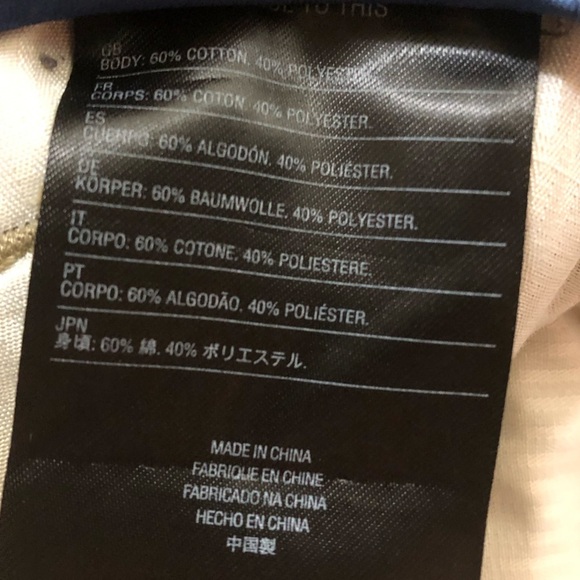 TO THIS
GB
BODY: 60% COTTON. 40% POLYESTER.
FR
CORPS: 60% COTON. 40% POLYESTER.
ES
CUERPO: 60% ALGODÓN. 40% POLIÉSTER.
DE
KÖRPER: 60% BAUMWOLLE. 40% POLYESTER.
IT
CORPO: 60% COTONE. 40% POLIESTERE.
PT
CORPO: 60% ALGODÃO. 40% POLIÉSTER.
JPN
身頃: 60% 綿. 40% ポリエステル.
MADE IN CHINA
FABRIQUE EN CHINE
FABRICADO NA CHINA
HECHO EN CHINA
中国製